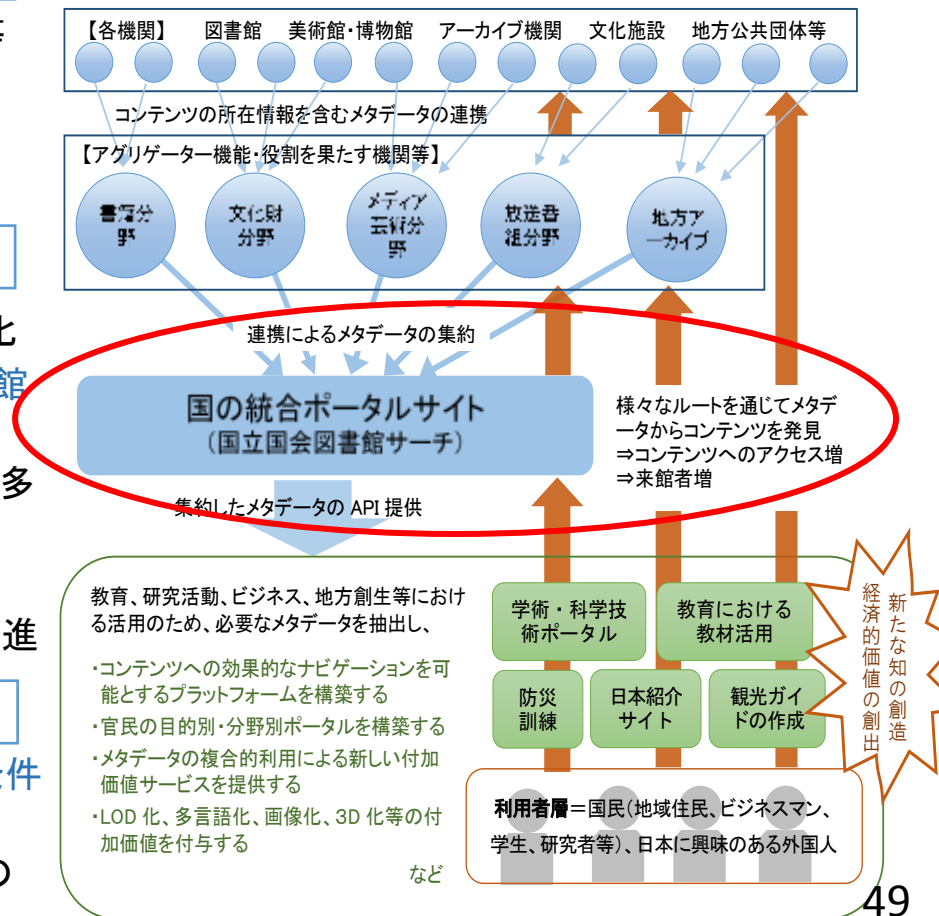 【各機関】 図書館 美術館・博物館 アーカイブ機関 文化施設 地方公共団体等
コンテンツの所在情報を含むメタデータの連携
【アグリゲーター機能・役割を果たす機関等】
書籍分
野
文化財
分野
メディア
芸術分
野
放送番
組分野
地方ア
ーカイブ
連携によるメタデータの集約
国の統合ポータルサイト
(国立国会図書館サーチ)
様々なルートを通じてメタデ
ータからコンテンツを発見
⇒コンテンツへのアクセス増
⇒来館者増
集約したメタデータの API 提供
教育、研究活動、ビジネス、地方創生等におけ
る活用のため、必要なメタデータを抽出し、
・コンテンツへの効果的なナビゲーションを可
能とするプラットフォームを構築する
・官民の目的別・分野別ポータルを構築する
・メタデータの複合的利用による新しい付加
価値サービスを提供する
・LOD 化、多言語化、画像化、3D 化等の付
加価値を付与する
など
学術・科学技
術ポータル
教育における
教材活用
防災
訓練
日本紹介
サイト
観光ガイ
ドの作成
新たな知の創造
経済的価値の創出
利用者層=国民(地域住民、ビジネスマン、
学生、研究者等)、日本に興味のある外国人
館
多
進
件
の
49